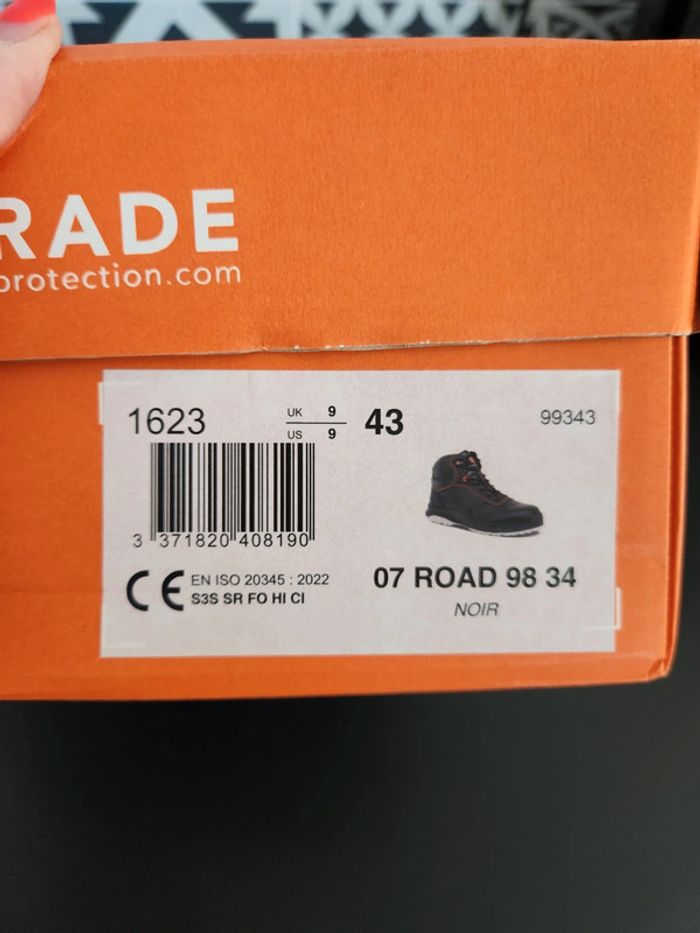 RADE
protection.com
1623
UK 9
US 9
43
99343
3 371820 408190
CE EN ISO 20345 : 2022
S3S SR FO HI CI
07 ROAD 98 34
NOIR